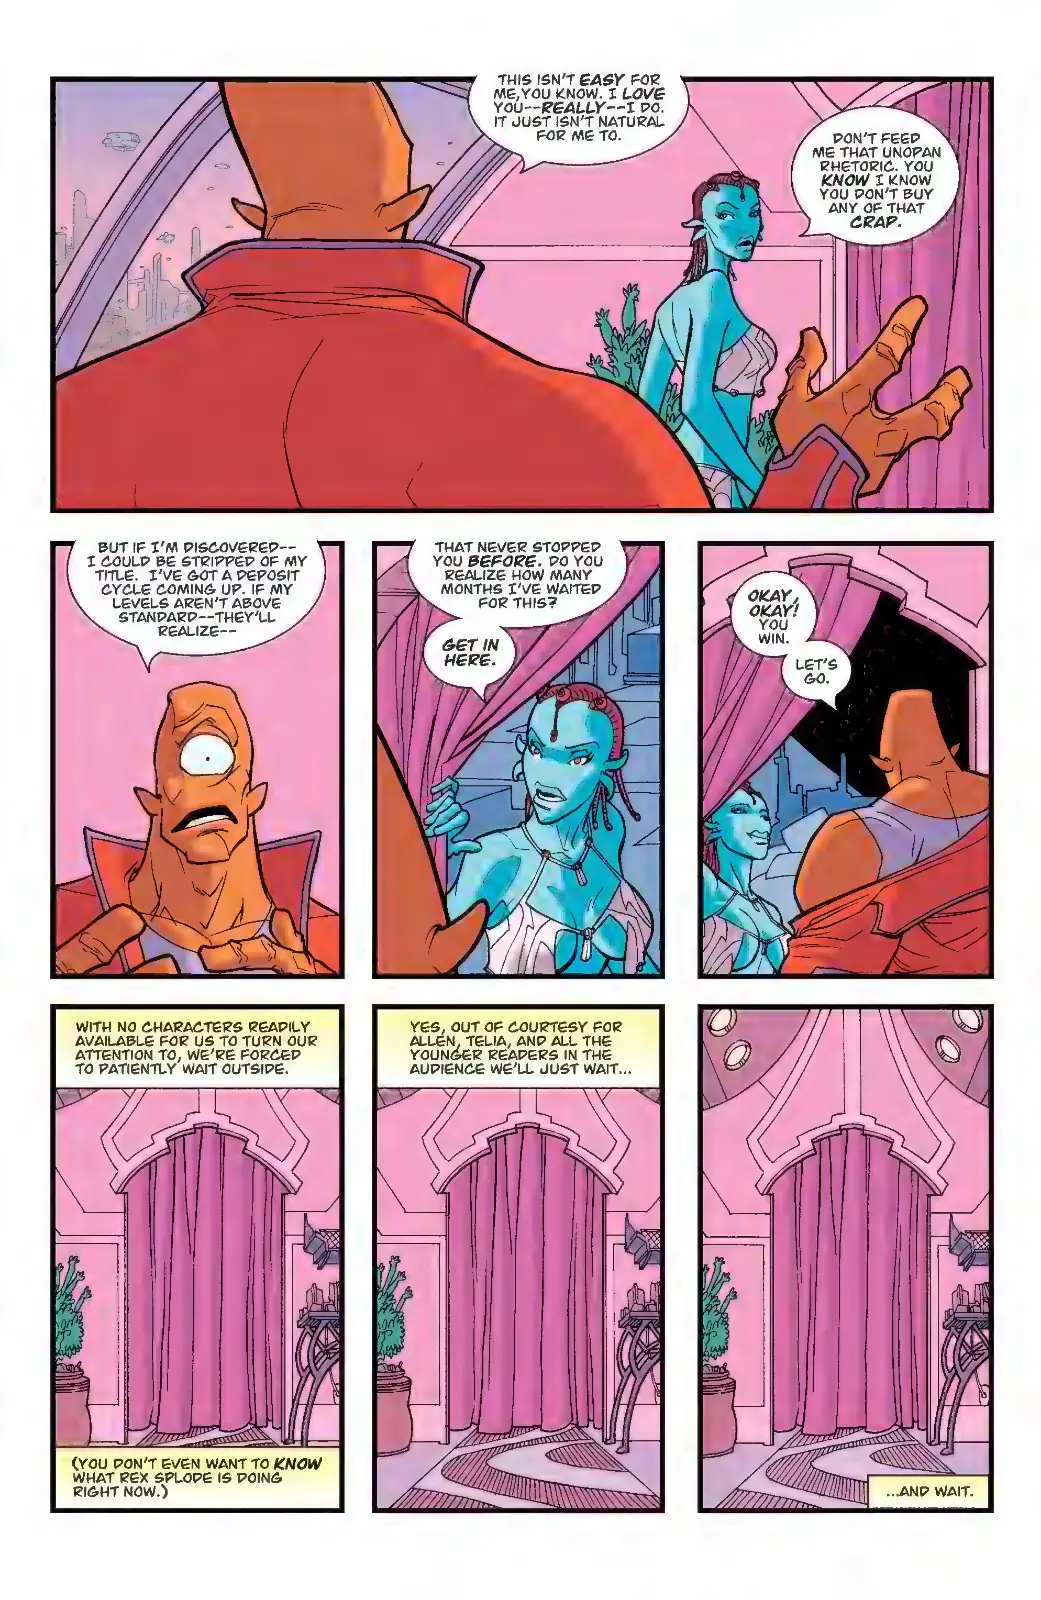 THIS ISN'T EASY FOR
ME, YOU KNOW. I LOVE
YOU--REALLY--I DO.
IT JUST ISN'T NATURAL
FOR ME TO.
DON'T FEED
ME THAT UNOPAN
RHETORIC. YOU
KNOW I KNOW
YOU DON'T BUY
ANY OF THAT
CRAP.
BUT IF I'M DISCOVERED--
I COULD BE STRIPPED OF MY
TITLE. I'VE GOT A DEPOSIT
CYCLE COMING UP. IF MY
LEVELS AREN'T ABOVE
STANDARD--THEY'LL
REALIZE--
THAT NEVER STOPPED
YOU BEFORE. DO YOU
REALIZE HOW MANY
MONTHS I'VE WAITED
FOR THIS?
GET IN
HERE.
OKAY,
OKAY!
YOU
WIN.
LET'S
GO.
WITH NO CHARACTERS READILY
AVAILABLE FOR US TO TURN OUR
ATTENTION TO, WE'RE FORCED
TO PATIENTLY WAIT OUTSIDE.
(YOU DON'T EVEN WANT TO KNOW
WHAT REX SPLODE IS DOING
RIGHT NOW.)
YES, OUT OF COURTESY FOR
ALLEN, TELIA, AND ALL THE
YOUNGER READERS IN THE
AUDIENCE WE'LL JUST WAIT...
...AND WAIT.